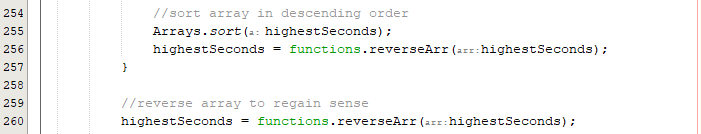 254 //sort array in descending order
255 Arrays.sort(a: highestSeconds);
256 highestSeconds = functions.reverseArr(arr:highestSeconds);
257 }
258
259 //reverse array to regain sense
260 highestSeconds = functions.reverseArr(arr:highestSeconds);